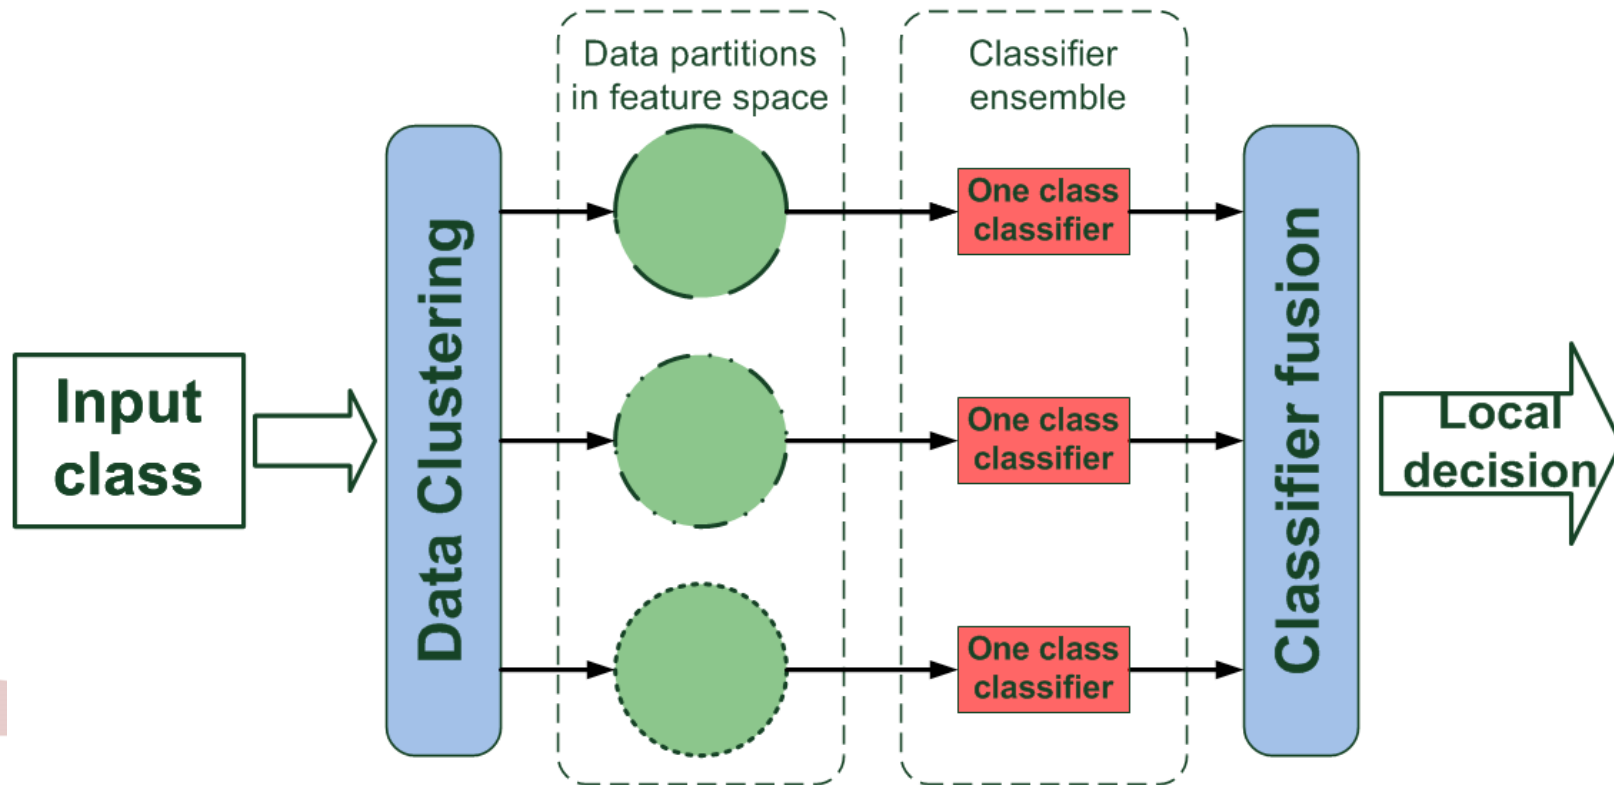 Data partitions
in feature space
Classifier
ensemble
Input
class
Data Clustering
One class
classifier
One class
classifier
One class
classifier
Classifier fusion
Local
decision